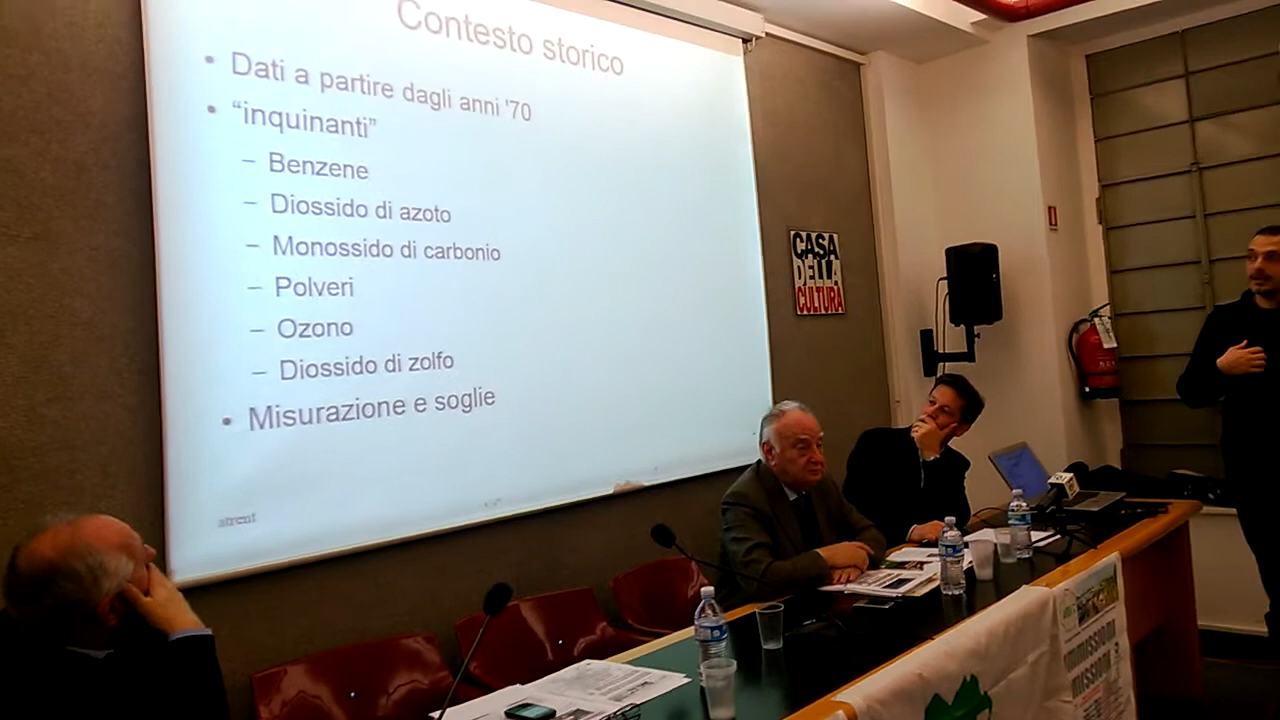 Contesto storico
• Dati a partire dagli anni '70
• “inquinanti”
– Benzene
– Diossido di azoto
– Monossido di carbonio
– Polveri
– Ozono
– Diossido di zolfo
• Misurazione e soglie
CASA
DELLA
CULTURA